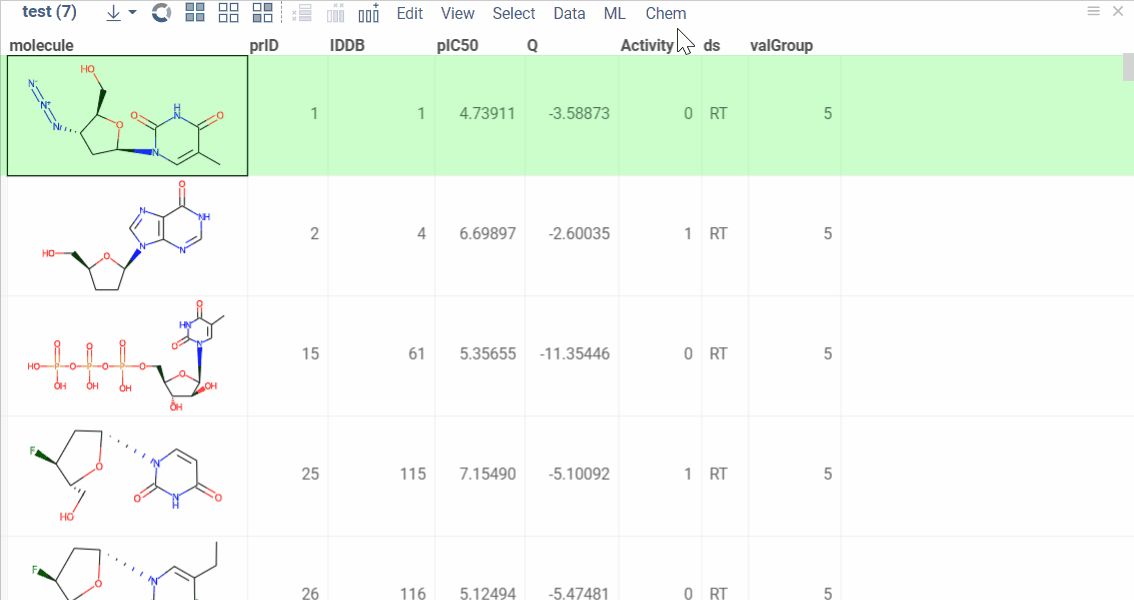 test (7) Edit View Select Data ML Chem
molecule prID IDDB pIC50 Q Activity ds valGroup
HO N⁻ N⁺ N O O NH O N 1 1 4.73911 -3.58873 0 RT 5
O N NH N N HO O 2 4 6.69897 -2.60035 1 RT 5
O HN O N O O O HO P O P O P O O OH OH OH OH OH 15 61 5.35655 -11.35446 0 RT 5
F O N O N H O HO 25 115 7.15490 -5.10092 1 RT 5
F O N 26 116 5.12494 -5.47481 0 RT 5